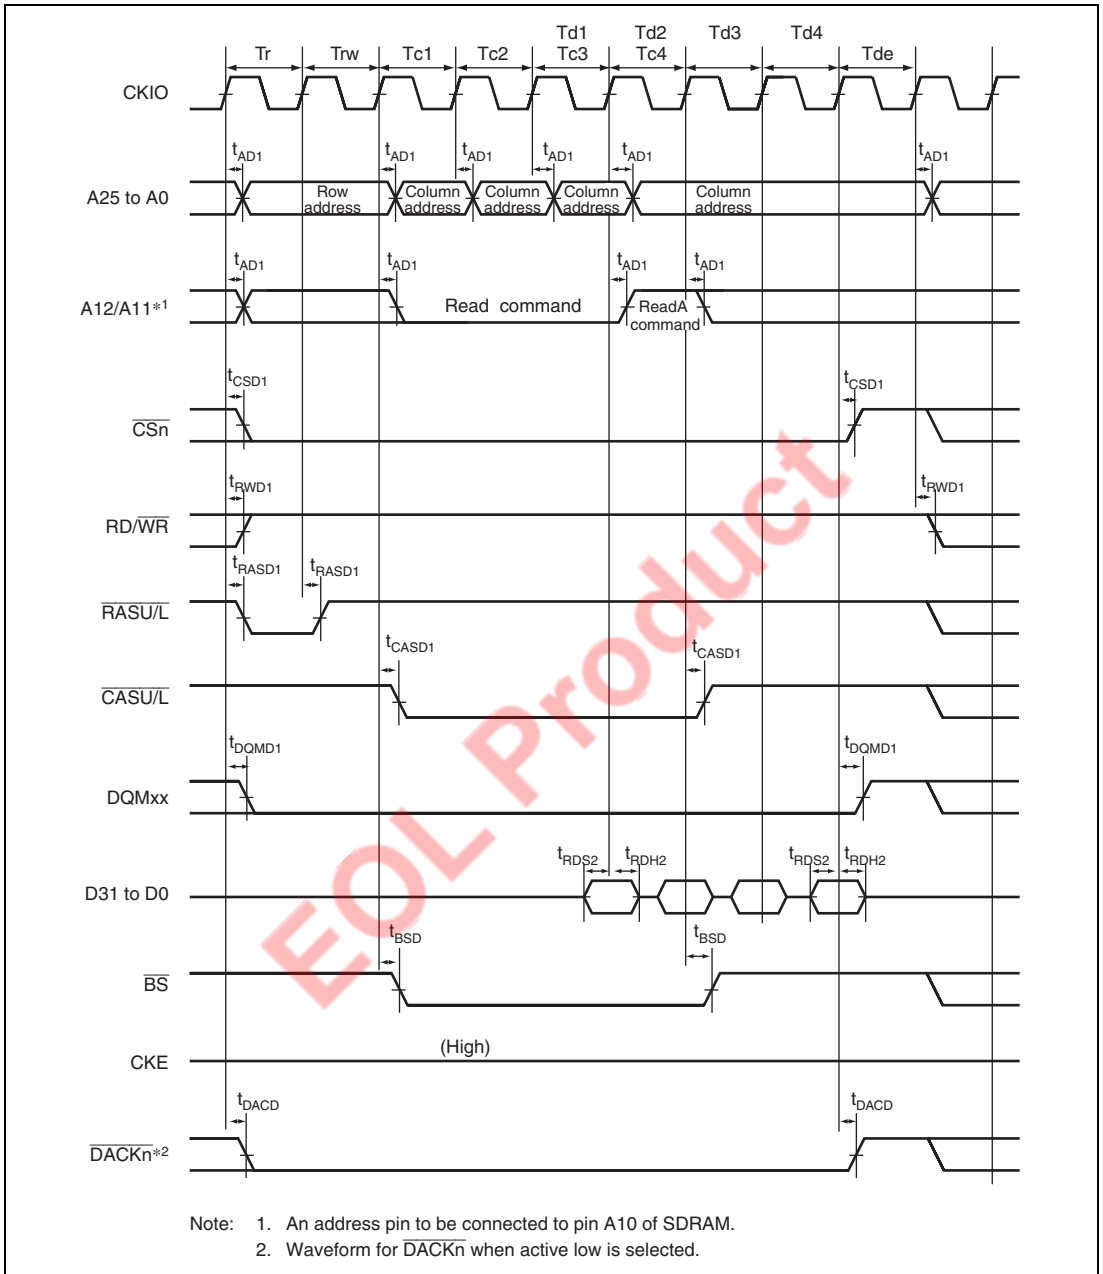 Td1 Td2 Td3 Td4
Tr Trw Tc1 Tc2 Tc3 Tc4 Tde
CKIO
tAD1 tAD1 tAD1 tAD1 tAD1 tAD1
A25 to A0 Row address Column address Column address Column address Column address
tAD1 tAD1 tAD1 tAD1
A12/A11*1 Read command ReadA command
tCSD1 tCSD1
CSn
tRWD1 tRWD1
RD/WR
tRASD1 tRASD1
RASU/L
tCASD1 tCASD1
CASU/L
tDQMD1 tDQMD1
DQMxx
tRDS2 tRDH2 tRDS2 tRDH2
D31 to D0
tBSD tBSD
BS
(High)
CKE
tDACD tDACD
DACKn*2
EOL Product
Note: 1. An address pin to be connected to pin A10 of SDRAM.
2. Waveform for DACKn when active low is selected.